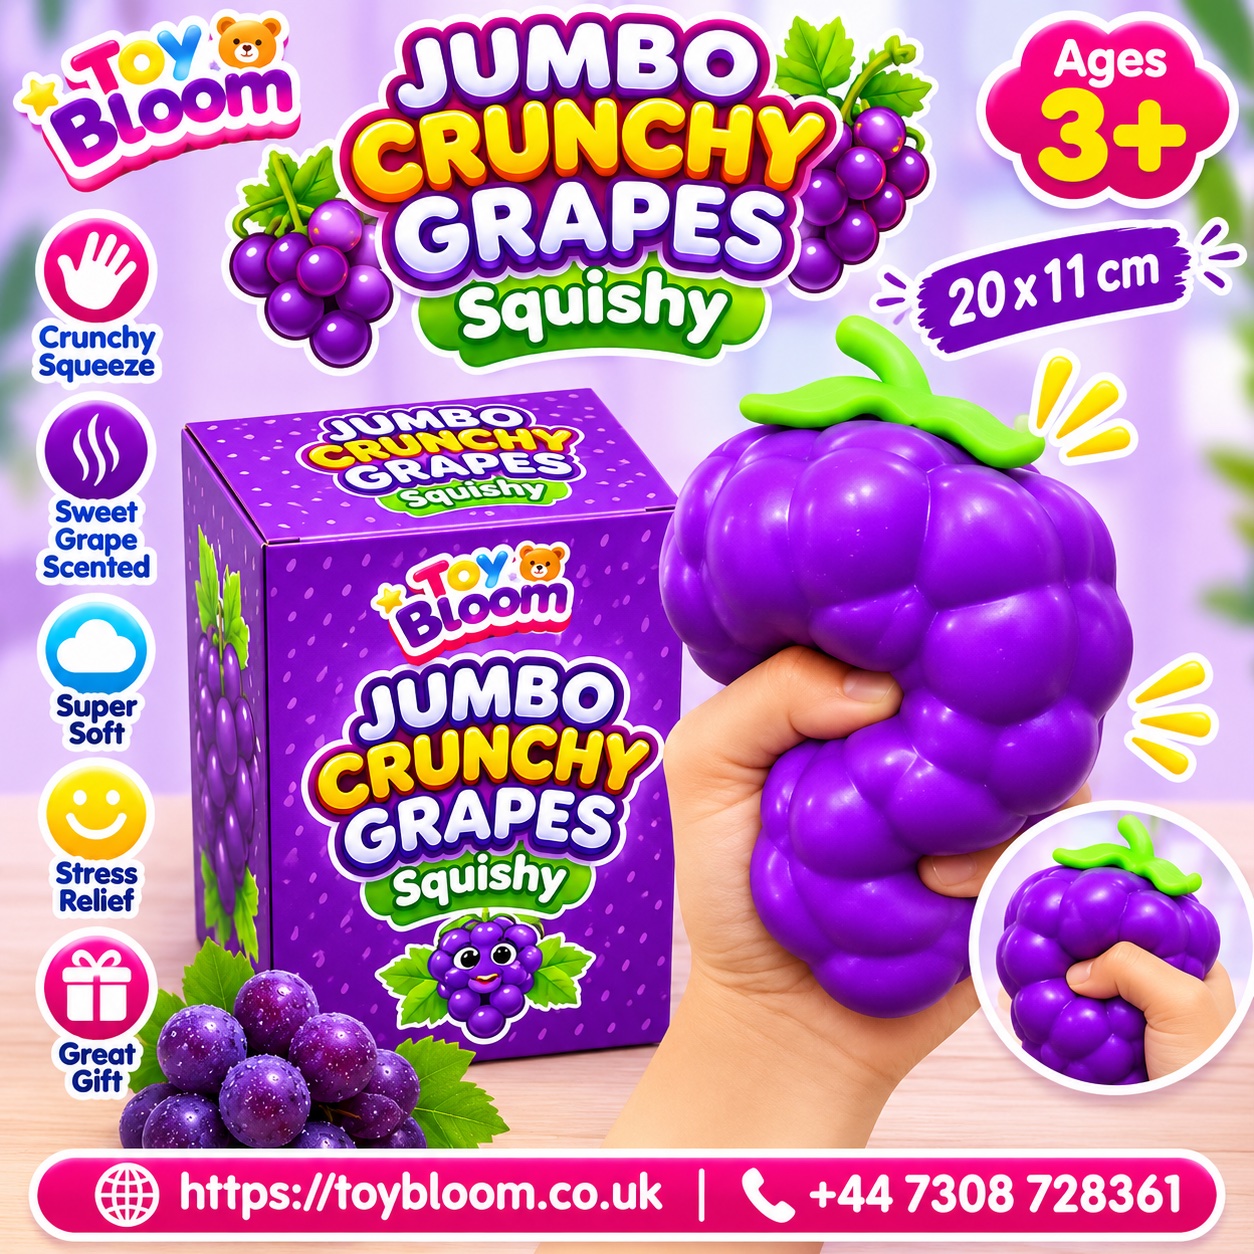 TOY
Bloom
JUMBO
CRUNCHY
GRAPES
Squishy
Ages
3+
20 x 11 cm
Crunchy
Squeeze
Sweet
Grape
Scented
Super
Soft
Stress
Relief
Great
Gift
JUMBO
CRUNCHY
GRAPES
Squishy
TOY
Bloom
JUMBO
CRUNCHY
GRAPES
Squishy
https://toybloom.co.uk | +44 7308 728361